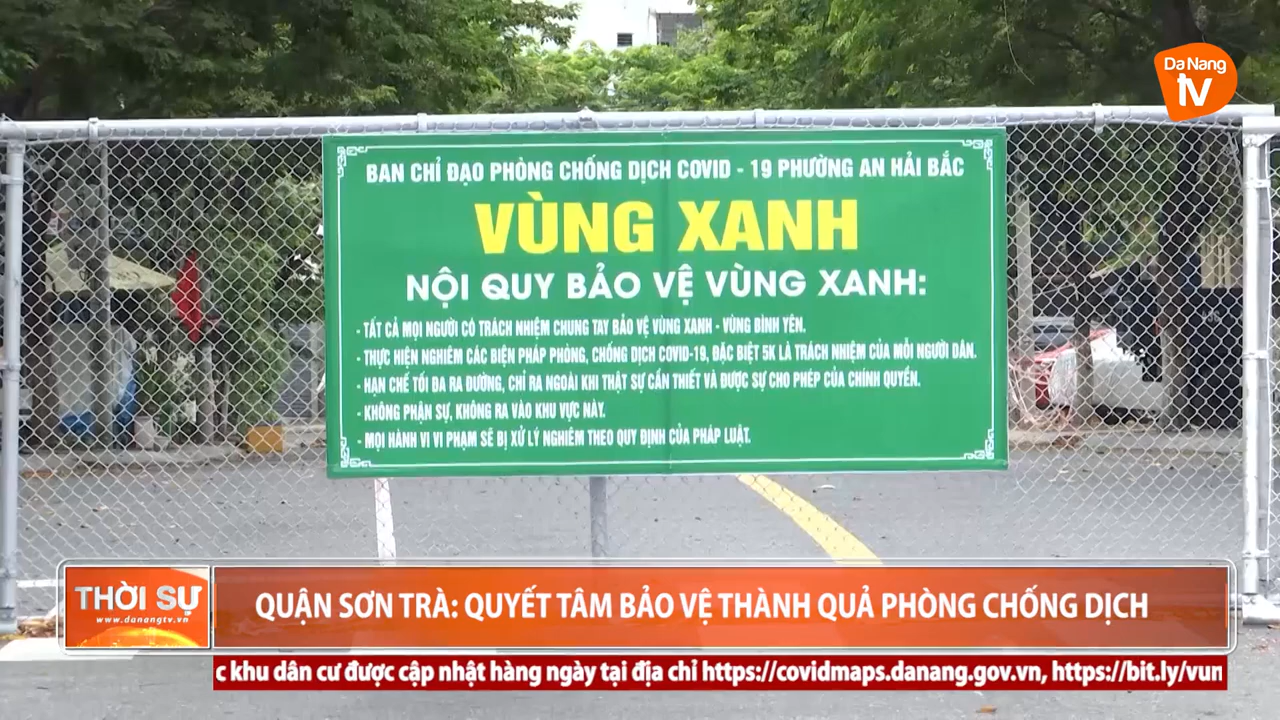 Da Nang
tv
BAN CHỈ ĐẠO PHÒNG CHỐNG DỊCH COVID - 19 PHƯỜNG AN HẢI BẮC
VÙNG XANH
NỘI QUY BẢO VỆ VÙNG XANH:
- TẤT CẢ MỌI NGƯỜI CÓ TRÁCH NHIỆM CHUNG TAY BẢO VỆ VÙNG XANH - VÙNG BÌNH YÊN.
- THỰC HIỆN NGHIÊM CÁC BIỆN PHÁP PHÒNG, CHỐNG DỊCH COVID-19, ĐẶC BIỆT 5K LÀ TRÁCH NHIỆM CỦA MỖI NGƯỜI DÂN.
- HẠN CHẾ TỐI ĐA RA ĐƯỜNG, CHỈ RA NGOÀI KHI THẬT SỰ CẦN THIẾT VÀ ĐƯỢC SỰ CHO PHÉP CỦA CHÍNH QUYỀN.
- KHÔNG PHẬN SỰ, KHÔNG RA VÀO KHU VỰC NÀY.
- MỌI HÀNH VI VI PHẠM SẼ BỊ XỬ LÝ NGHIÊM THEO QUY ĐỊNH CỦA PHÁP LUẬT.
THỜI SỰ
www.danangtv.vn
QUẬN SƠN TRÀ: QUYẾT TÂM BẢO VỆ THÀNH QUẢ PHÒNG CHỐNG DỊCH
c khu dân cư được cập nhật hàng ngày tại địa chỉ https://covidmaps.danang.gov.vn, https://bit.ly/vun